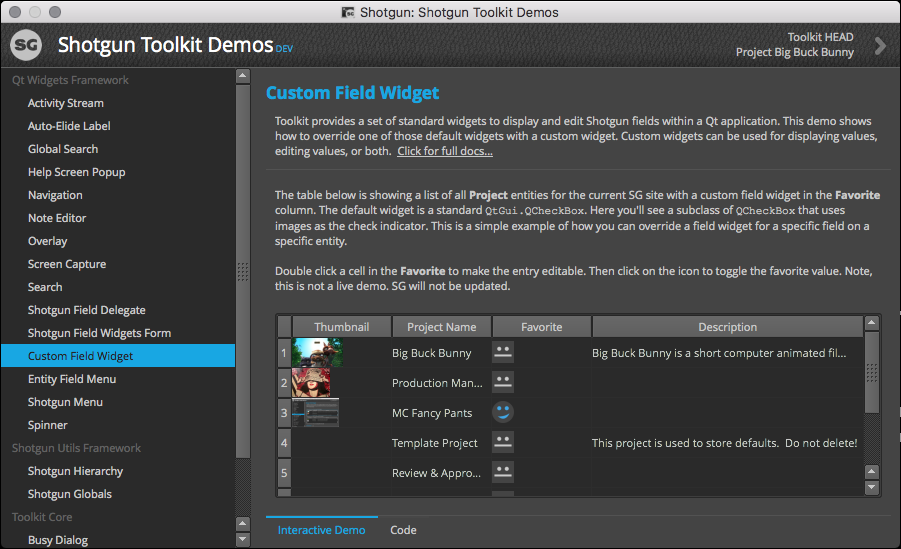 Shotgun: Shotgun Toolkit Demos
SG
Shotgun Toolkit Demos DEV
Toolkit HEAD
Project Big Buck Bunny
Qt Widgets Framework
Activity Stream
Auto-Elide Label
Global Search
Help Screen Popup
Navigation
Note Editor
Overlay
Screen Capture
Search
Shotgun Field Delegate
Shotgun Field Widgets Form
Custom Field Widget
Entity Field Menu
Shotgun Menu
Spinner
Shotgun Utils Framework
Shotgun Hierarchy
Shotgun Globals
Toolkit Core
Busy Dialog
Custom Field Widget
Toolkit provides a set of standard widgets to display and edit Shotgun fields within a Qt application. This demo shows
how to override one of those default widgets with a custom widget. Custom widgets can be used for displaying values,
editing values, or both. Click for full docs...
The table below is showing a list of all Project entities for the current SG site with a custom field widget in the Favorite
column. The default widget is a standard QtGui.QCheckBox. Here you'll see a subclass of QCheckBox that uses
images as the check indicator. This is a simple example of how you can override a field widget for a specific field on a
specific entity.
Double click a cell in the Favorite to make the entry editable. Then click on the icon to toggle the favorite value. Note,
this is not a live demo. SG will not be updated.
Thumbnail Project Name Favorite Description
1 Big Buck Bunny Big Buck Bunny is a short computer animated fil...
2 Production Man...
3 MC Fancy Pants
4 Template Project This project is used to store defaults. Do not delete!
5 Review & Appro...
Interactive Demo Code